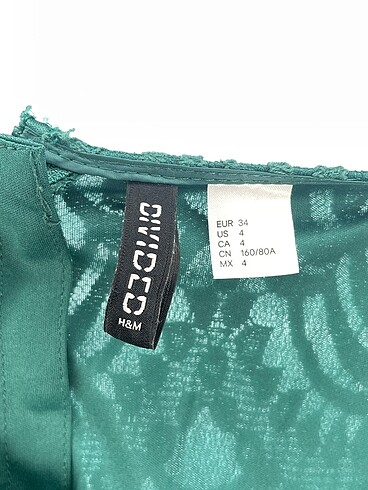 DIVIDED
H&M
EUR 34
US 4
CA 4
CN 160/80A
MX 4